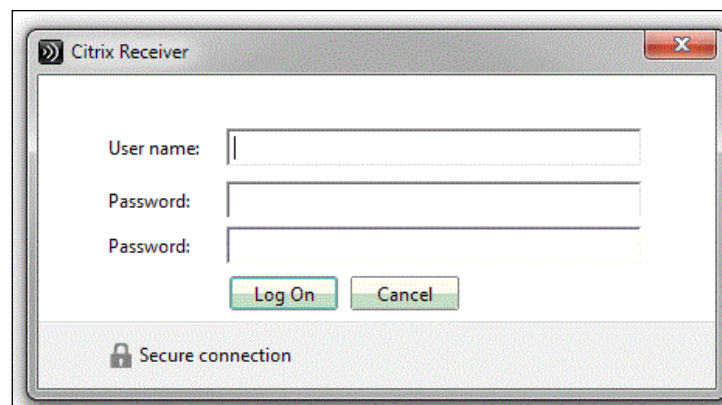 Citrix Receiver
User name:
Password:
Password:
Log On Cancel
Secure connection